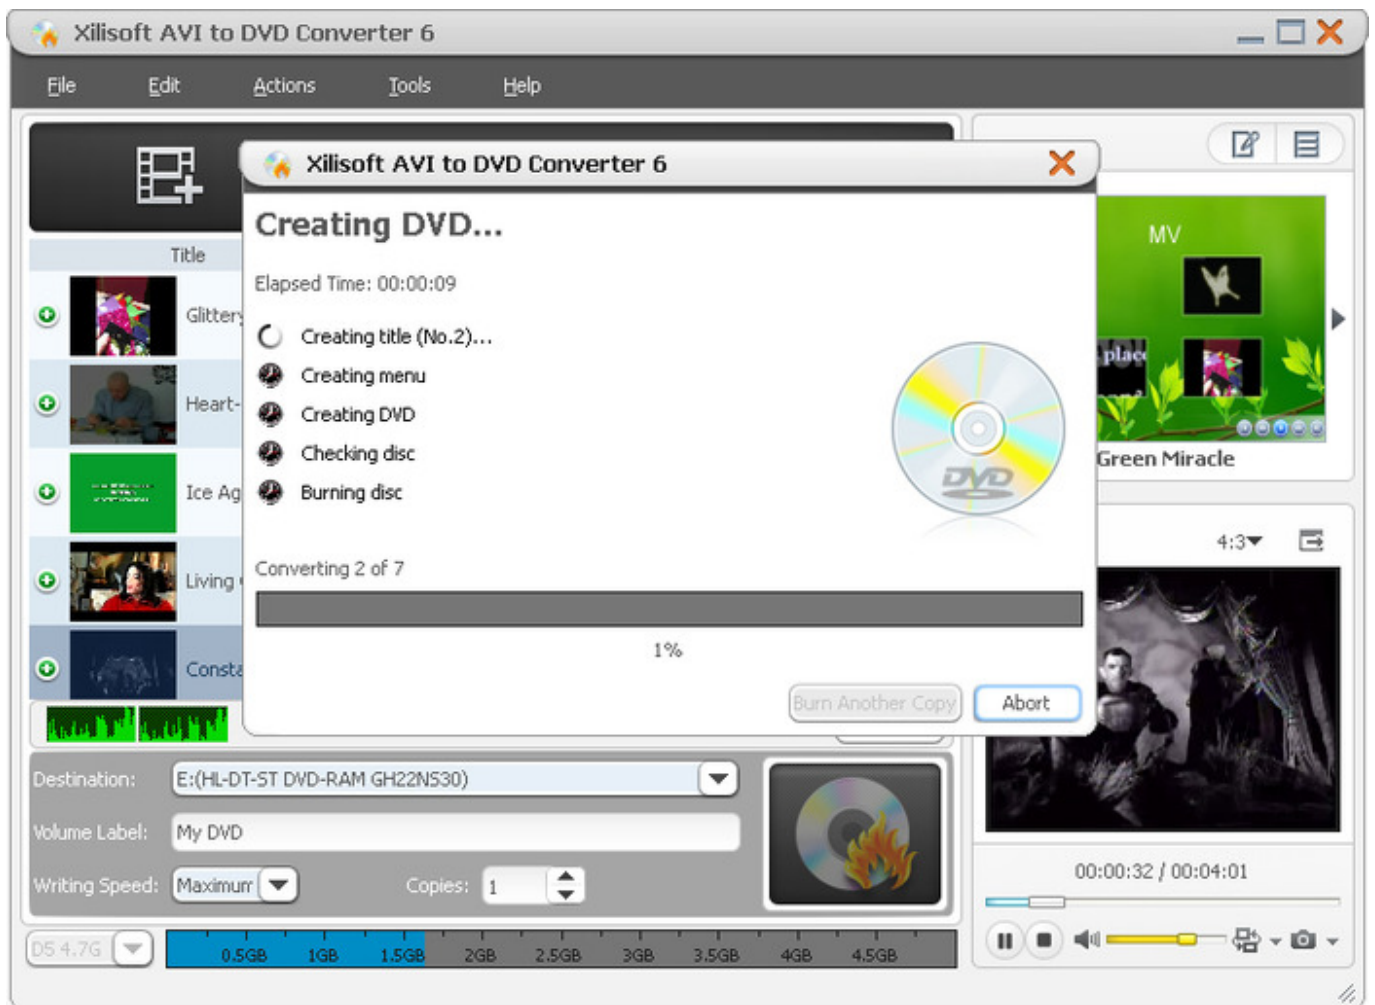 Xilisoft AVI to DVD Converter 6
File Edit Actions Tools Help
Xilisoft AVI to DVD Converter 6
Creating DVD...
Elapsed Time: 00:00:09
Creating title (No.2)...
Creating menu
Creating DVD
Checking disc
Burning disc
DVD
Converting 2 of 7
1%
Burn Another Copy Abort
Title
Glittery
Heart-
Ice Ag
Living
Consta
MV
place
Green Miracle
4:3
Destination: E:(HL-DT-ST DVD-RAM GH22NS30)
Volume Label: My DVD
Writing Speed: Maximum Copies: 1
00:00:32 / 00:04:01
D5 4.7G 0.5GB 1GB 1.5GB 2GB 2.5GB 3GB 3.5GB 4GB 4.5GB